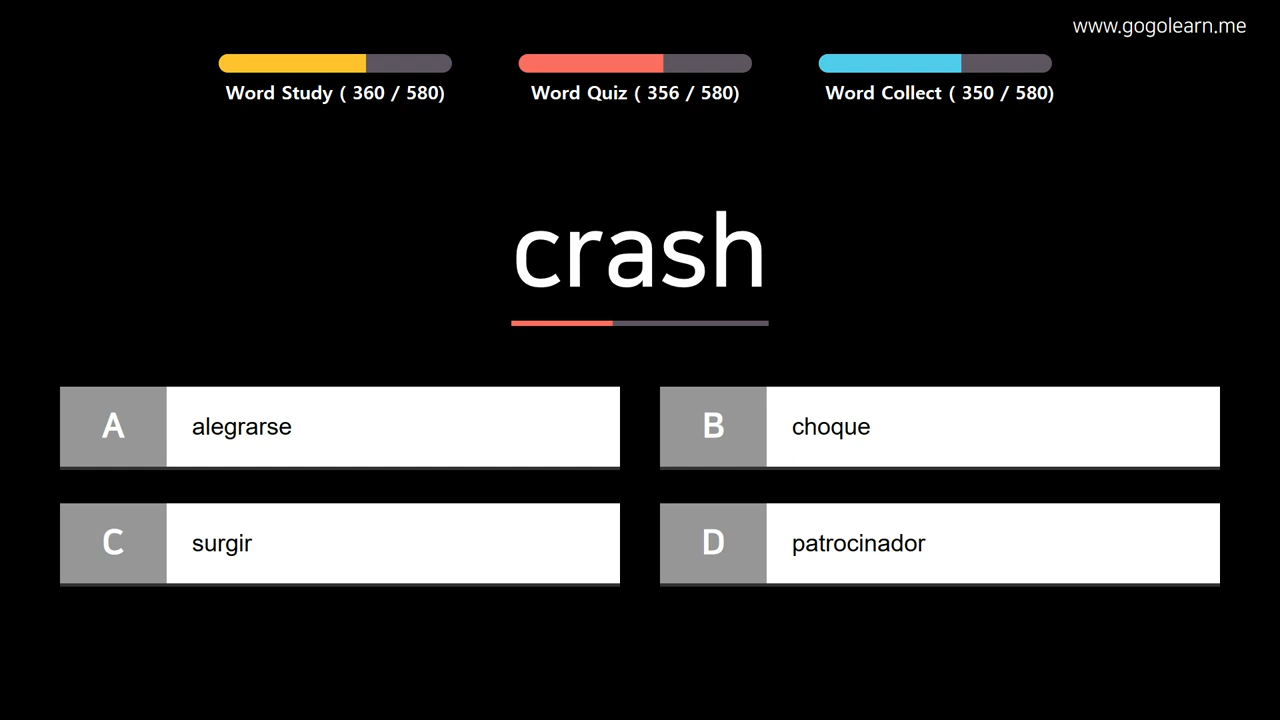 www.gogolearn.me
Word Study ( 360 / 580)
Word Quiz ( 356 / 580)
Word Collect ( 350 / 580)
crash
A
alegrarse
B
choque
C
surgir
D
patrocinador